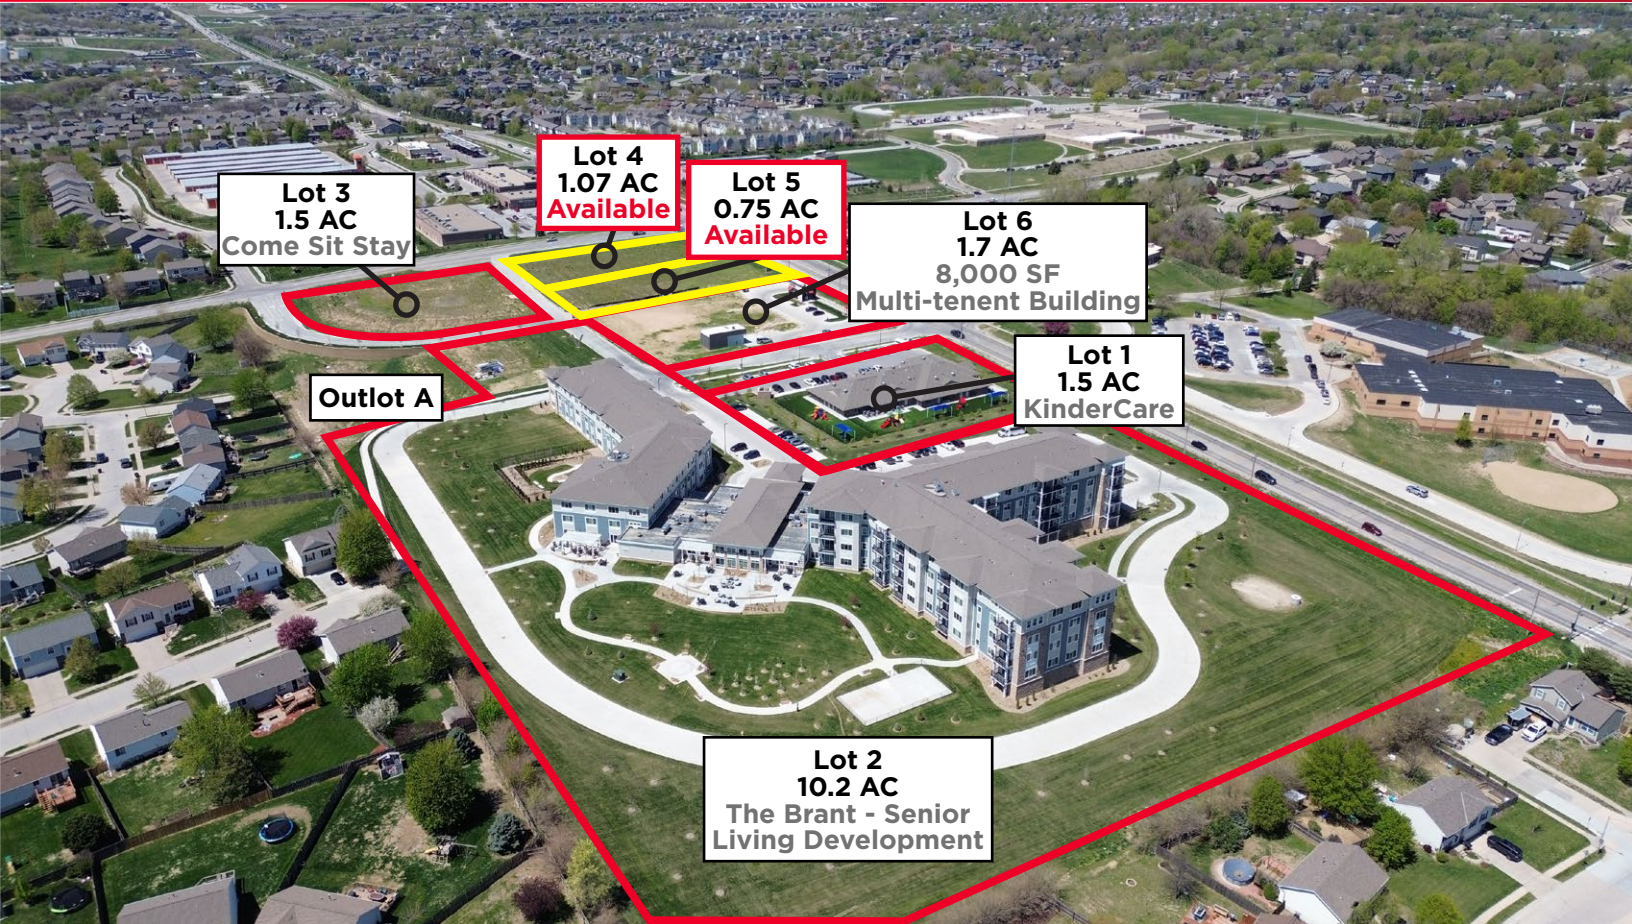 Lot 4
1.07 AC
Available
Lot 5
0.75 AC
Available
Lot 3
1.5 AC
Come Sit Stay
Lot 6
1.7 AC
8,000 SF
Multi-tenent Building
Lot 1
1.5 AC
KinderCare
Outlot A
Lot 2
10.2 AC
The Brant - Senior
Living Development